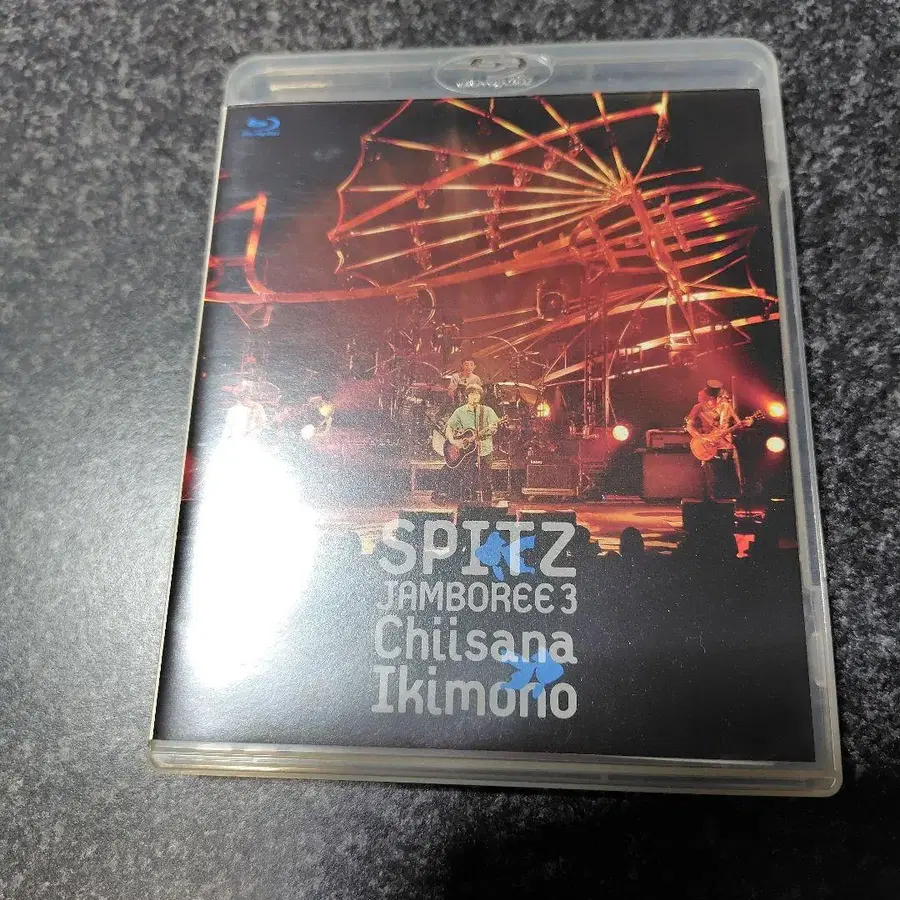 SPITZ
JAMBOREE 3
Chiisana
Ikimono